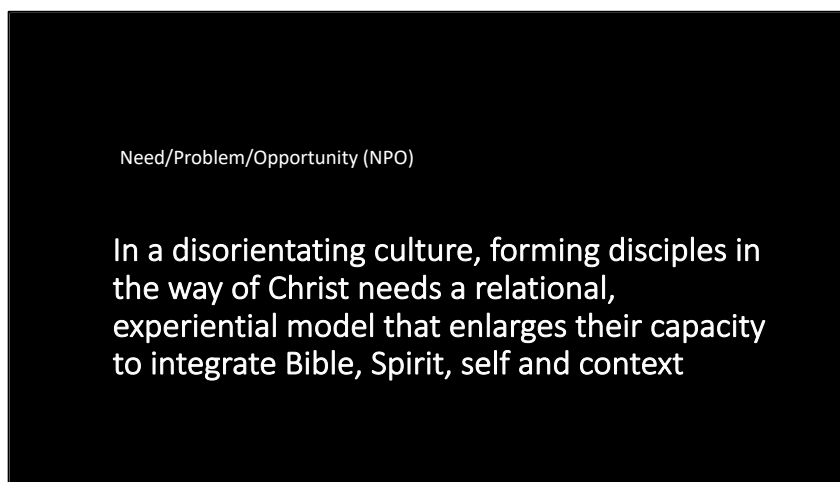 Need/Problem/Opportunity (NPO)
In a disorientating culture, forming disciples in
the way of Christ needs a relational,
experiential model that enlarges their capacity
to integrate Bible, Spirit, self and context